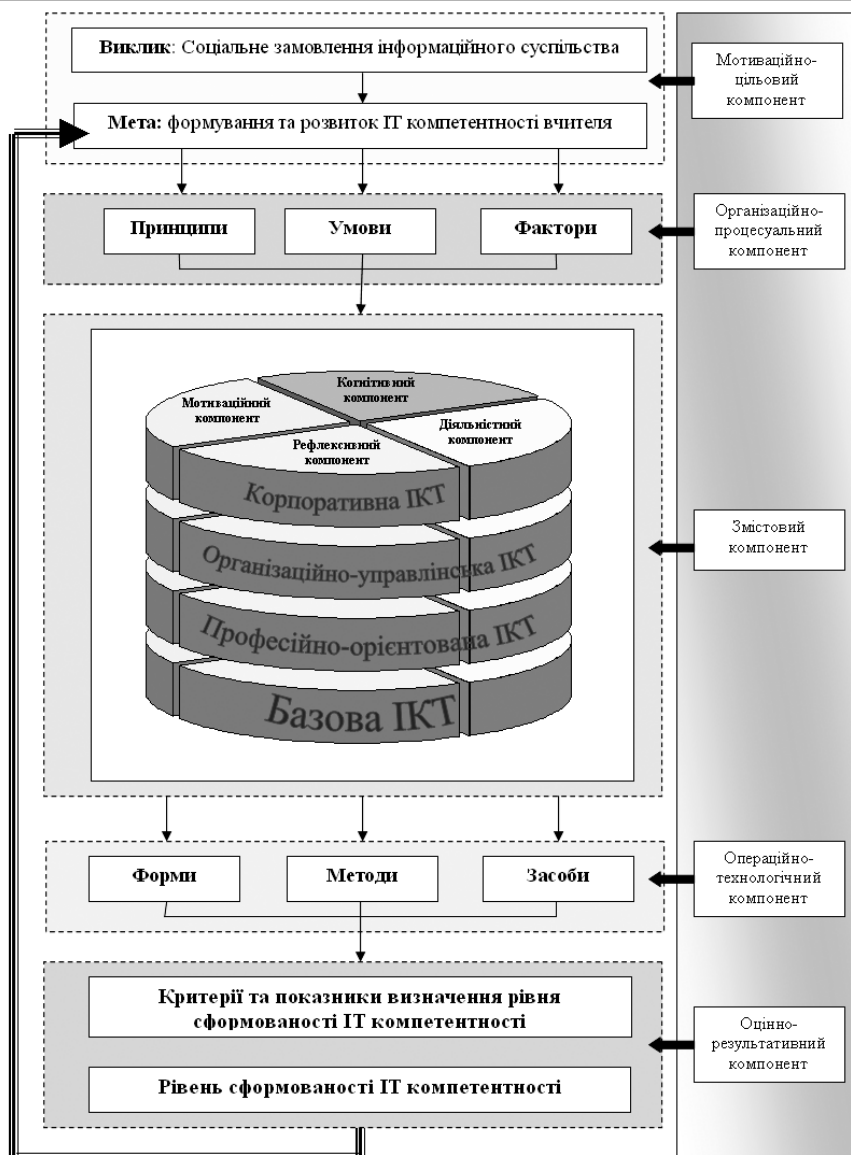 Виклик: Соціальне замовлення інформаційного суспільства
Мотиваційно-
цільовий
компонент
Мета: формування та розвиток ІТ компетентності вчителя
Принципи
Умови
Фактори
Організаційно-
процесуальний
компонент
Когнітивний
компонент
Мотиваційний
компонент
Діяльністний
компонент
Рефлексивний
компонент
Корпоративна ІКТ
Організаційно-управлінська ІКТ
Професійно-орієнтована ІКТ
Базова ІКТ
Змістовий
компонент
Форми
Методи
Засоби
Операційно-
технологічний
компонент
Критерії та показники визначення рівня
сформованості ІТ компетентності
Рівень сформованості ІТ компетентності
Оцінно-
результативний
компонент